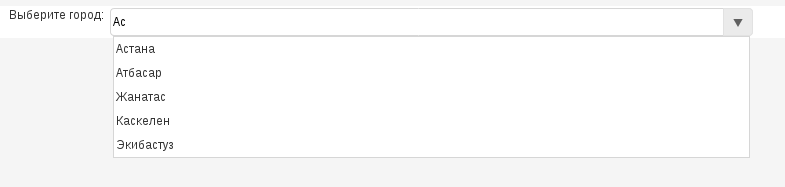 Выберите город: Ас
Астана
Атбасар
Жанатас
Каскелен
Экибастуз